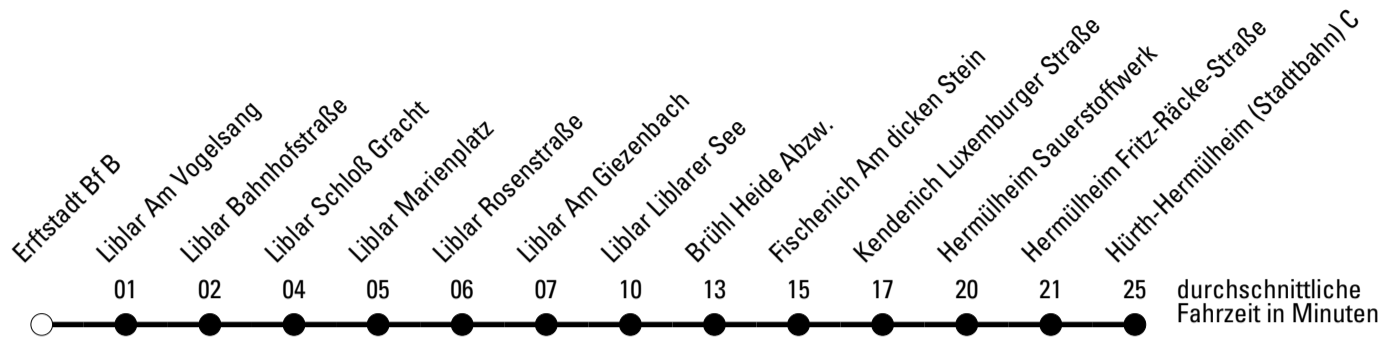 Erftstadt Bf B
Liblar Am Vogelsang
Liblar Bahnhofstraße
Liblar Schloß Gracht
Liblar Marienplatz
Liblar Rosenstraße
Liblar Am Giezenbach
Liblar Liblarer See
Brühl Heide Abzw.
Fischenich Am dicken Stein
Kendenich Luxemburger Straße
Hermülheim Sauerstoffwerk
Hermülheim Fritz-Räcke-Straße
Hürth-Hermülheim (Stadtbahn) C
01 02 04 05 06 07 10 13 15 17 20 21 25
durchschnittliche
Fahrzeit in Minuten